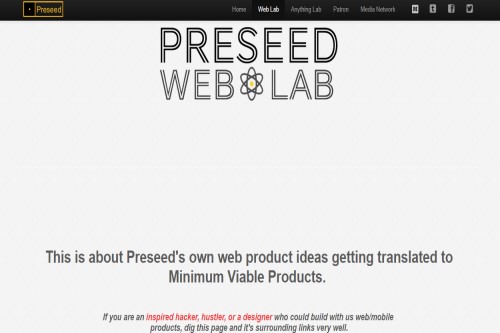 Preseed Home Web Lab Anything Lab Patron Media Network
PRESEED
WEB LAB
This is about Preseed's own web product ideas getting translated to
Minimum Viable Products.
If you are an inspired hacker, hustler, or a designer who could build with us web/mobile
products, dig this page and it's surrounding links very well.